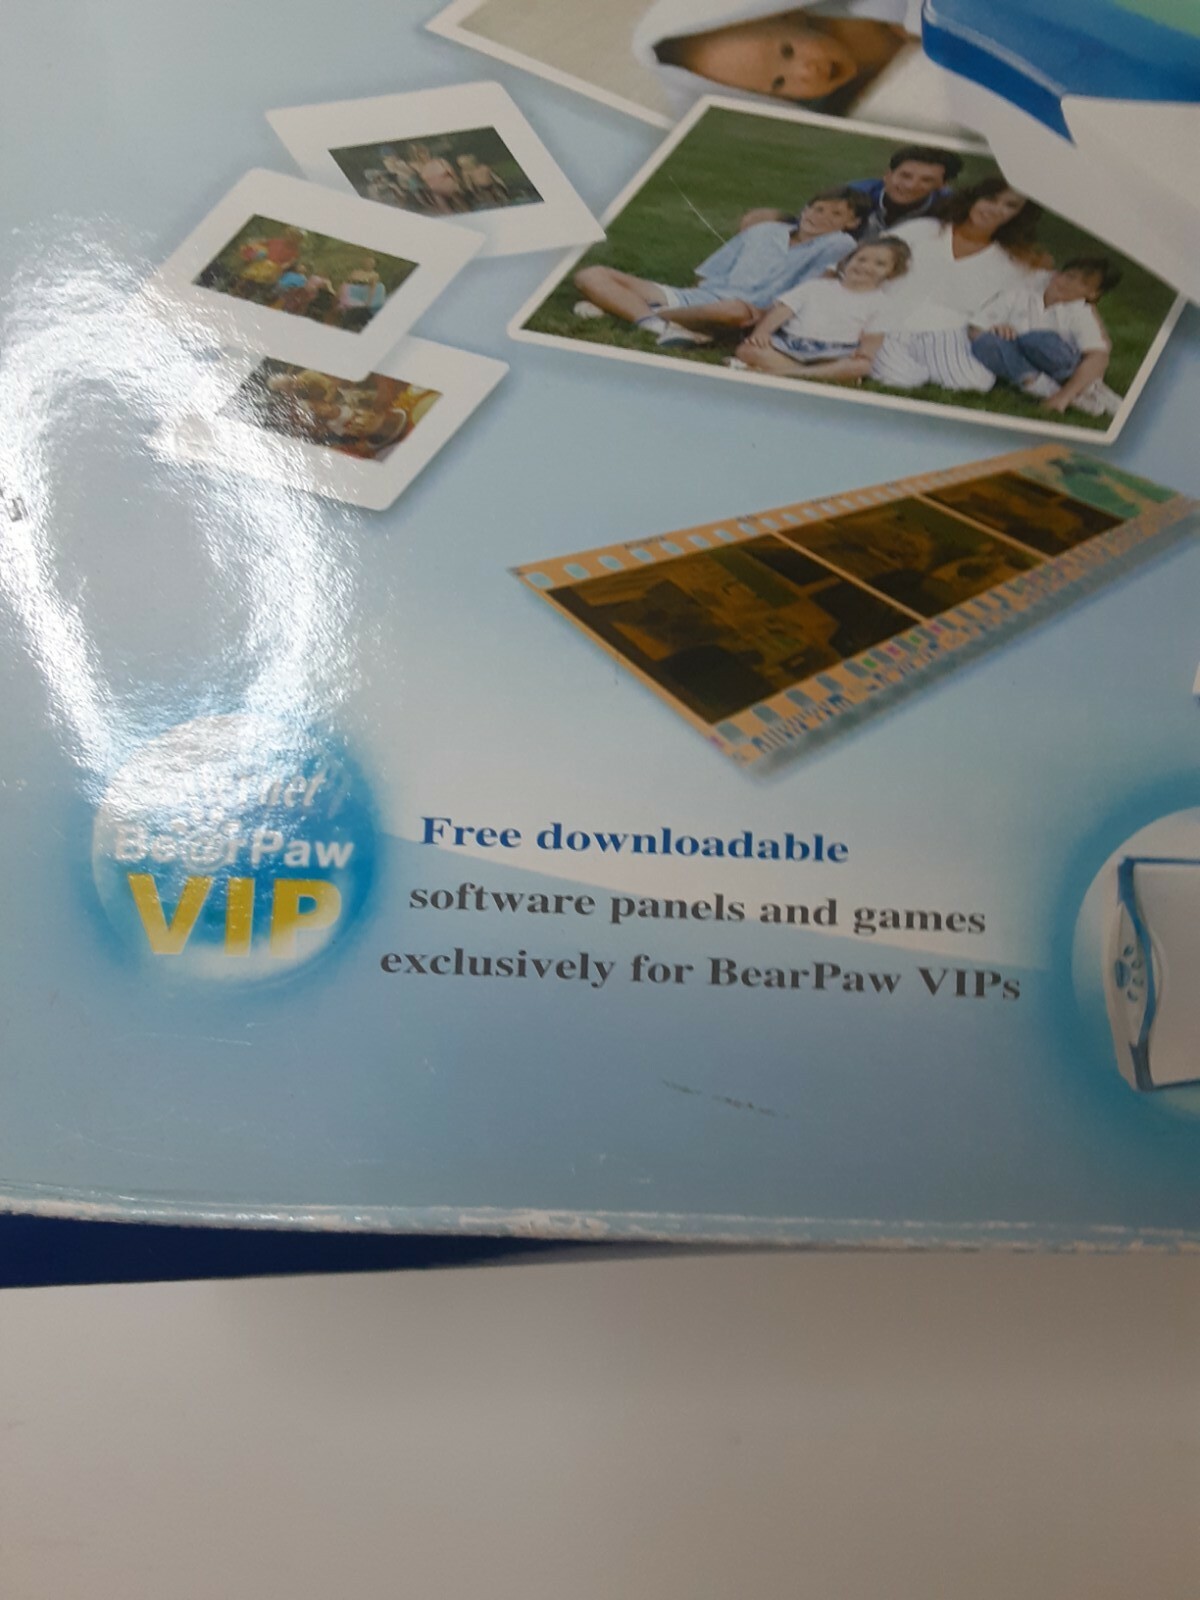 BearPaw
VIP
Free downloadable
software panels and games
exclusively for BearPaw VIPs